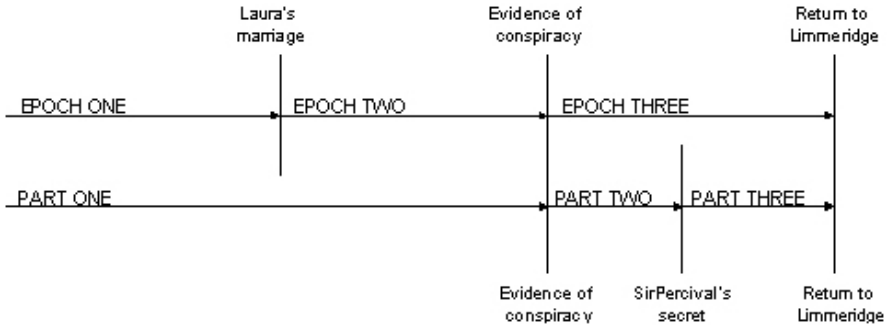 Laura's
marriage
Evidence of
conspiracy
Return to
Limmeridge
EPOCH ONE
EPOCH TWO
EPOCH THREE
PART ONE
PART TWO
PART THREE
Evidence of
conspiracy
SirPercival's
secret
Return to
Limmeridge